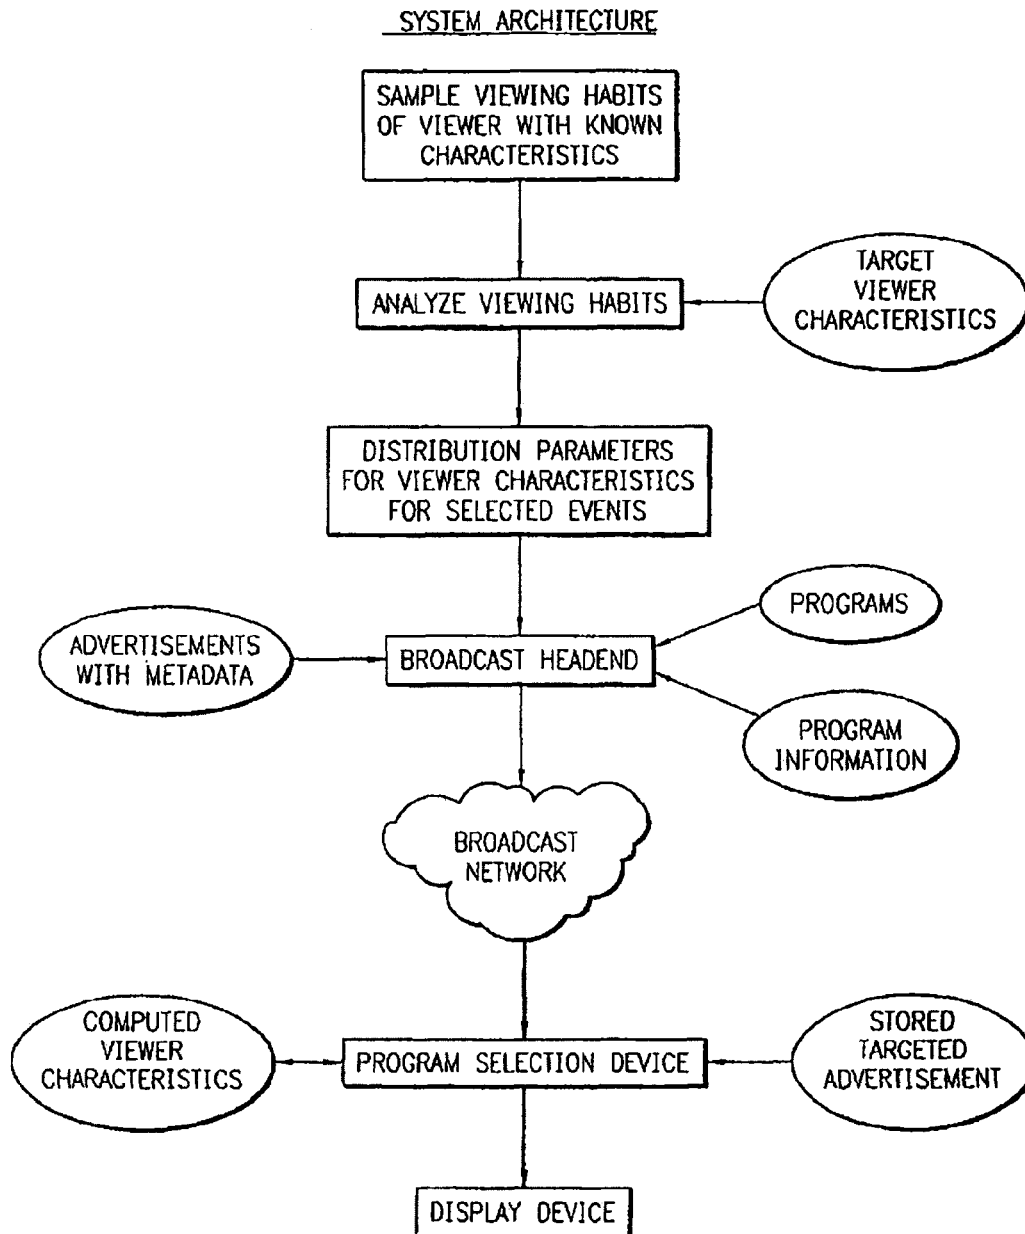 SYSTEM ARCHITECTURE
SAMPLE VIEWING HABITS
OF VIEWER WITH KNOWN
CHARACTERISTICS
ANALYZE VIEWING HABITS
TARGET
VIEWER
CHARACTERISTICS
DISTRIBUTION PARAMETERS
FOR VIEWER CHARACTERISTICS
FOR SELECTED EVENTS
ADVERTISEMENTS
WITH METADATA
BROADCAST HEADEND
PROGRAMS
PROGRAM
INFORMATION
BROADCAST
NETWORK
COMPUTED
VIEWER
CHARACTERISTICS
PROGRAM SELECTION DEVICE
STORED
TARGETED
ADVERTISEMENT
DISPLAY DEVICE